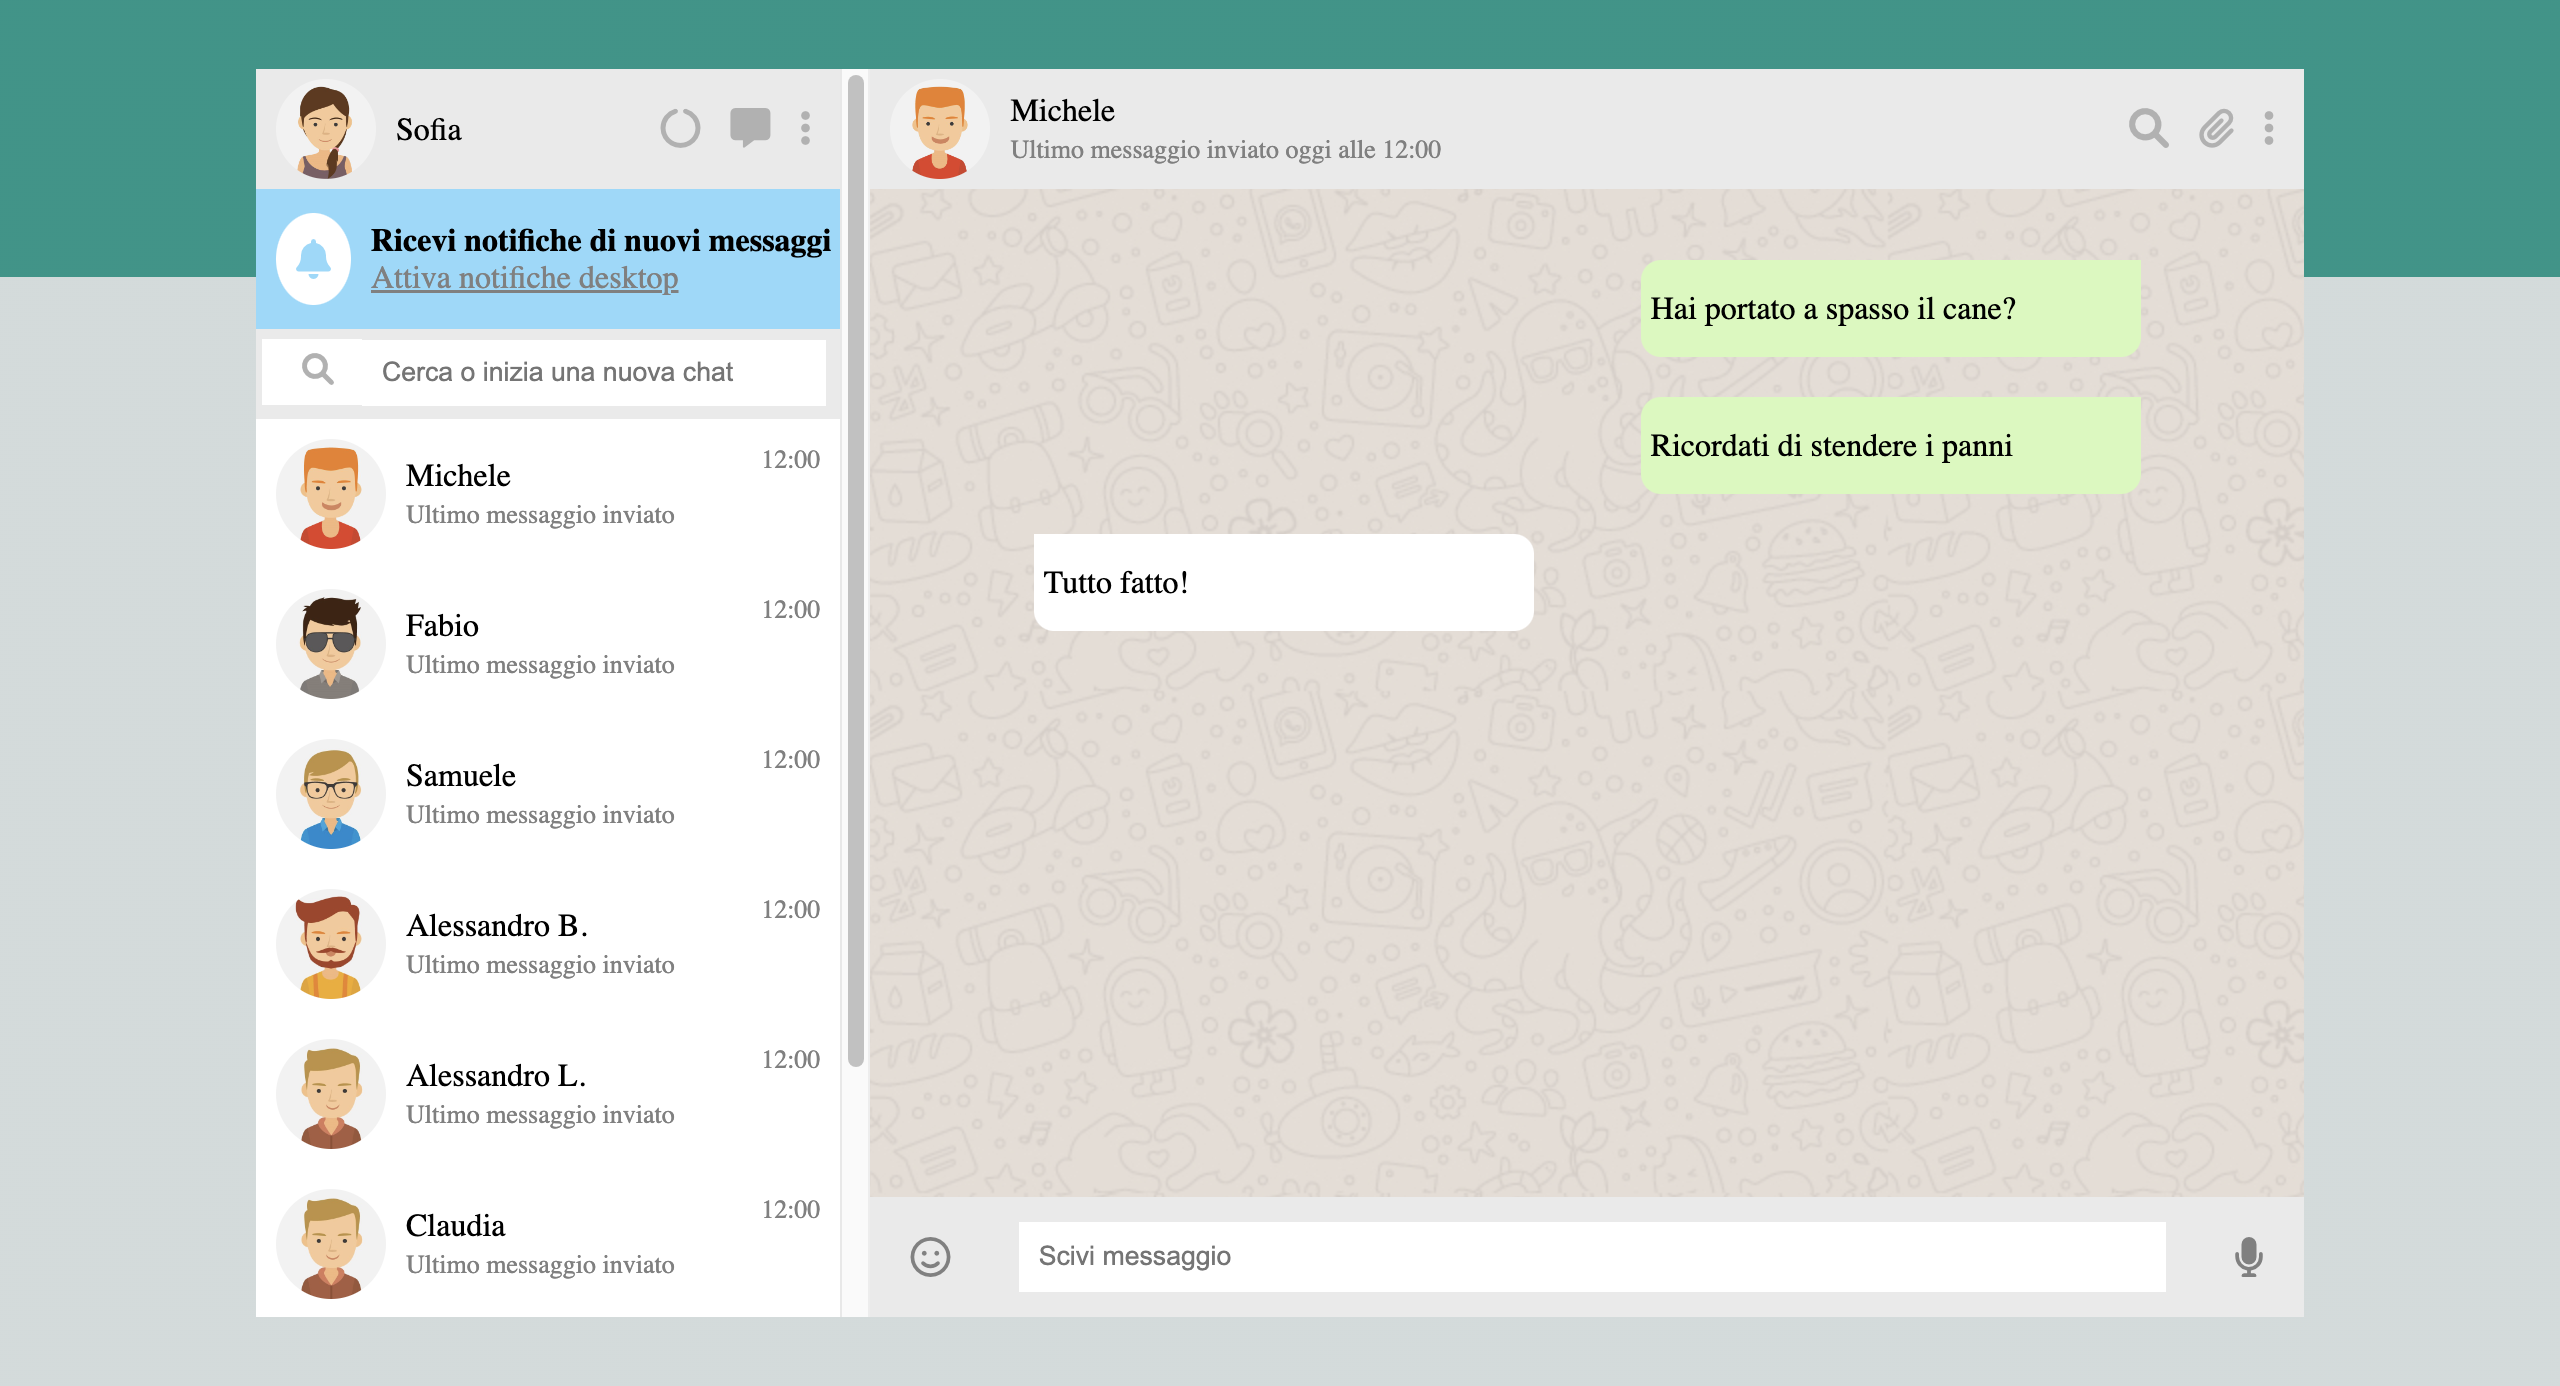 Sofia
Ricevi notifiche di nuovi messaggi
Attiva notifiche desktop
Cerca o inizia una nuova chat
Michele
12:00
Ultimo messaggio inviato
Fabio
12:00
Ultimo messaggio inviato
Samuele
12:00
Ultimo messaggio inviato
Alessandro B.
12:00
Ultimo messaggio inviato
Alessandro L.
12:00
Ultimo messaggio inviato
Claudia
12:00
Ultimo messaggio inviato
Michele
Ultimo messaggio inviato oggi alle 12:00
Hai portato a spasso il cane?
Ricordati di stendere i panni
Tutto fatto!
Scivi messaggio